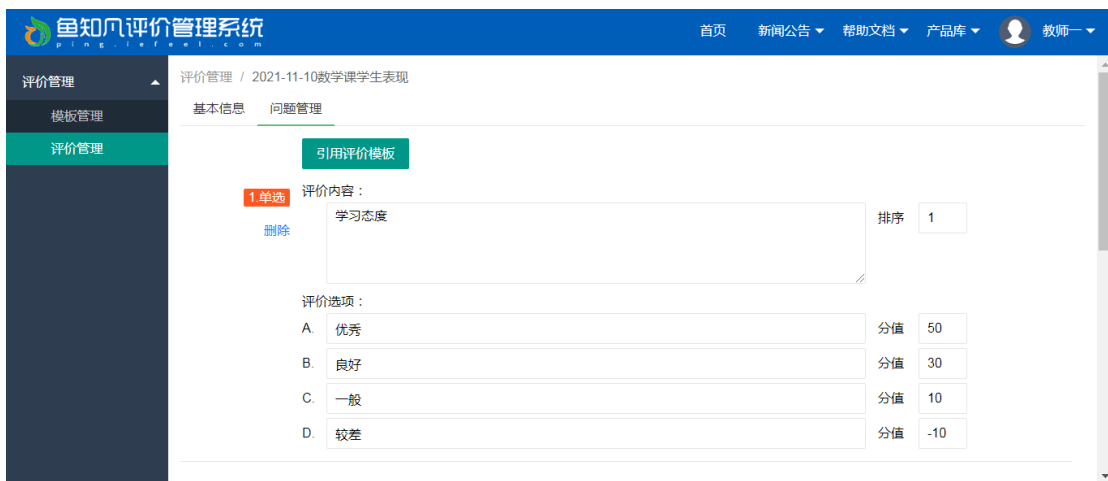 鱼知凡评价管理系统
ping.iefeel.com
首页 新闻公告 帮助文档 产品库 教师一
评价管理
模板管理
评价管理
评价管理 / 2021-11-10数学课学生表现
基本信息 问题管理
引用评价模板
1.单选 评价内容：
删除
学习态度
排序 1
评价选项：
A. 优秀 分值 50
B. 良好 分值 30
C. 一般 分值 10
D. 较差 分值 -10